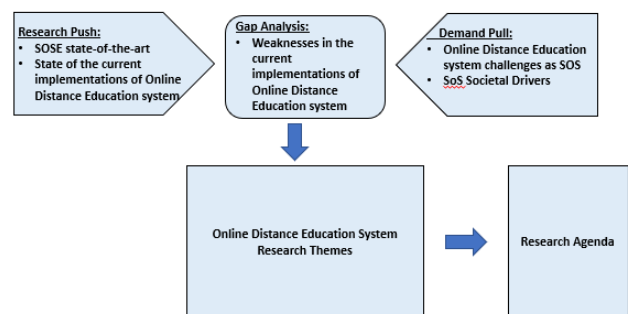 Research Push:
• SOSE state-of-the-art
• State of the current
implementations of Online
Distance Education system
Gap Analysis:
• Weaknesses in the
current
implementations of
Online Distance
Education system
Demand Pull:
• Online Distance Education
system challenges as SOS
• SoS Societal Drivers
Online Distance Education System
Research Themes
Research Agenda